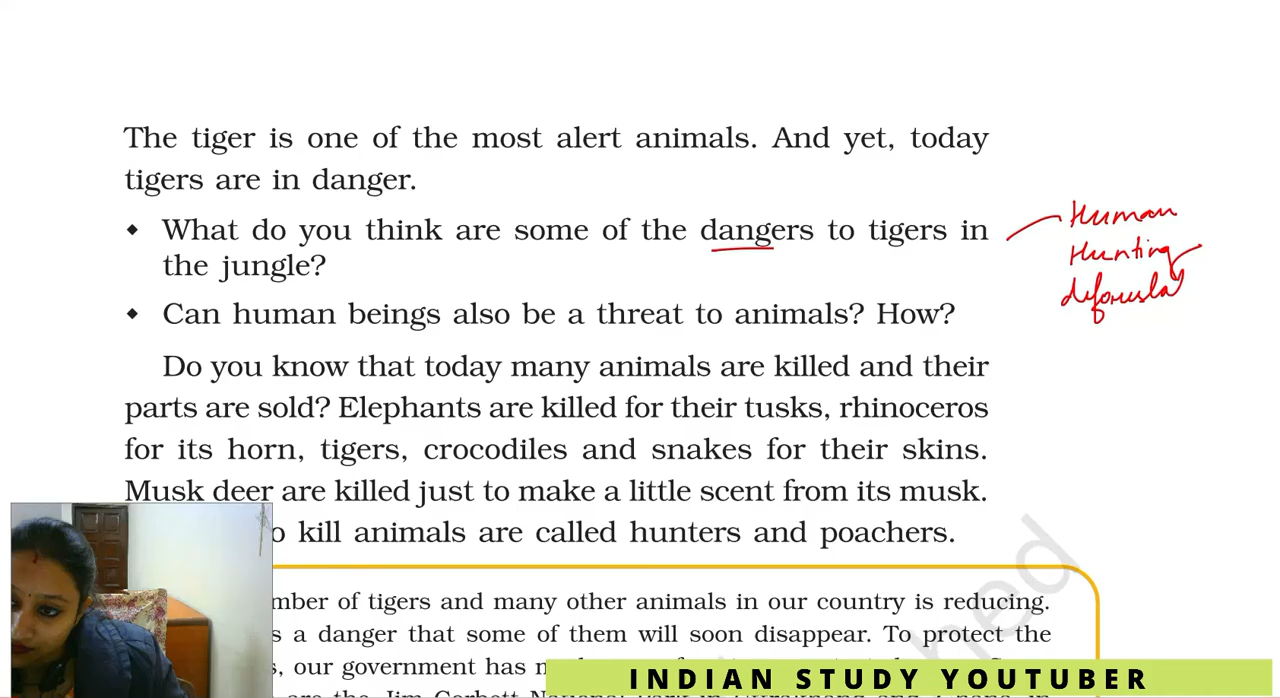 The tiger is one of the most alert animals. And yet, today
tigers are in danger.
◆ What do you think are some of the dangers to tigers in
the jungle?
Human
Hunting
◆ Can human beings also be a threat to animals? How?
Do you know that today many animals are killed and their
parts are sold? Elephants are killed for their tusks, rhinoceros
for its horn, tigers, crocodiles and snakes for their skins.
Musk deer are killed just to make a little scent from its musk.
kill animals are called hunters and poachers.
of tigers and many other animals in our country is reducing.
a danger that some of them will soon disappear. To protect the
our government has
are the Jim Corbett National
hed
INDIAN STUDY YOUTUBER